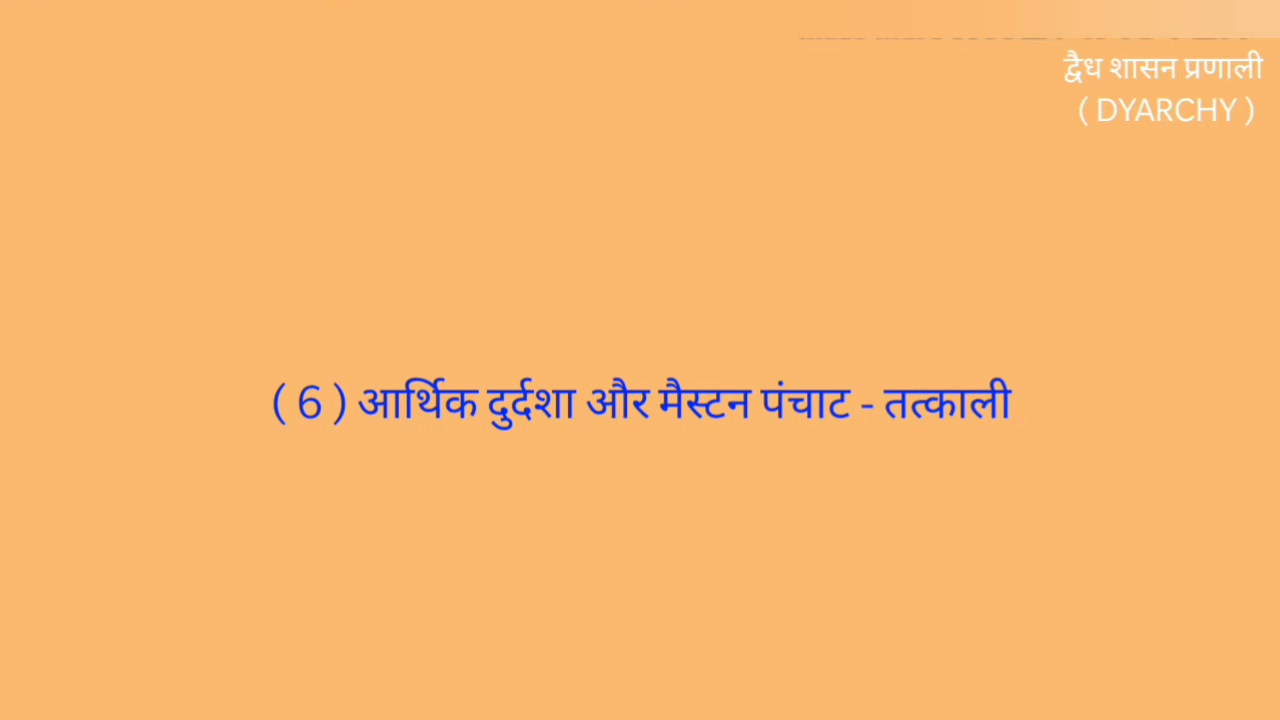 द्वैध शासन प्रणाली
( DYARCHY )
( 6 ) आर्थिक दुर्दशा और मैस्टन पंचाट - तत्काली